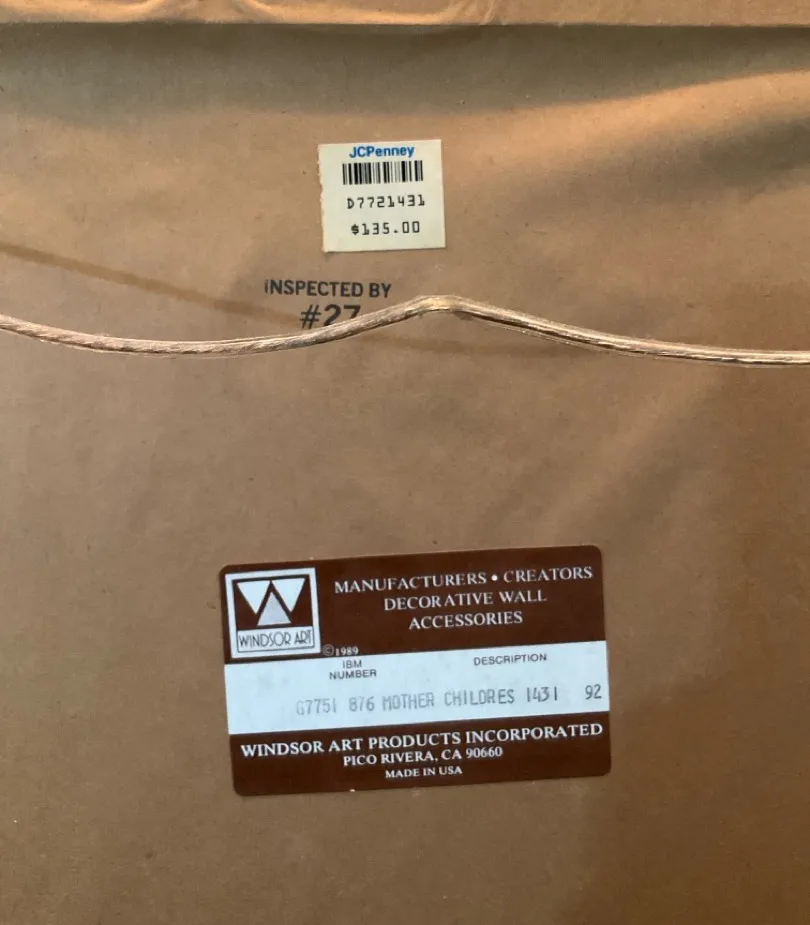 JCPenney
D7721431
$135.00
INSPECTED BY
#27
MANUFACTURERS • CREATORS
DECORATIVE WALL
ACCESSORIES
WINDSOR ART
©1989
IBM
NUMBER
DESCRIPTION
G7751 876 MOTHER CHILDRES 1431 92
WINDSOR ART PRODUCTS INCORPORATED
PICO RIVERA, CA 90660
MADE IN USA